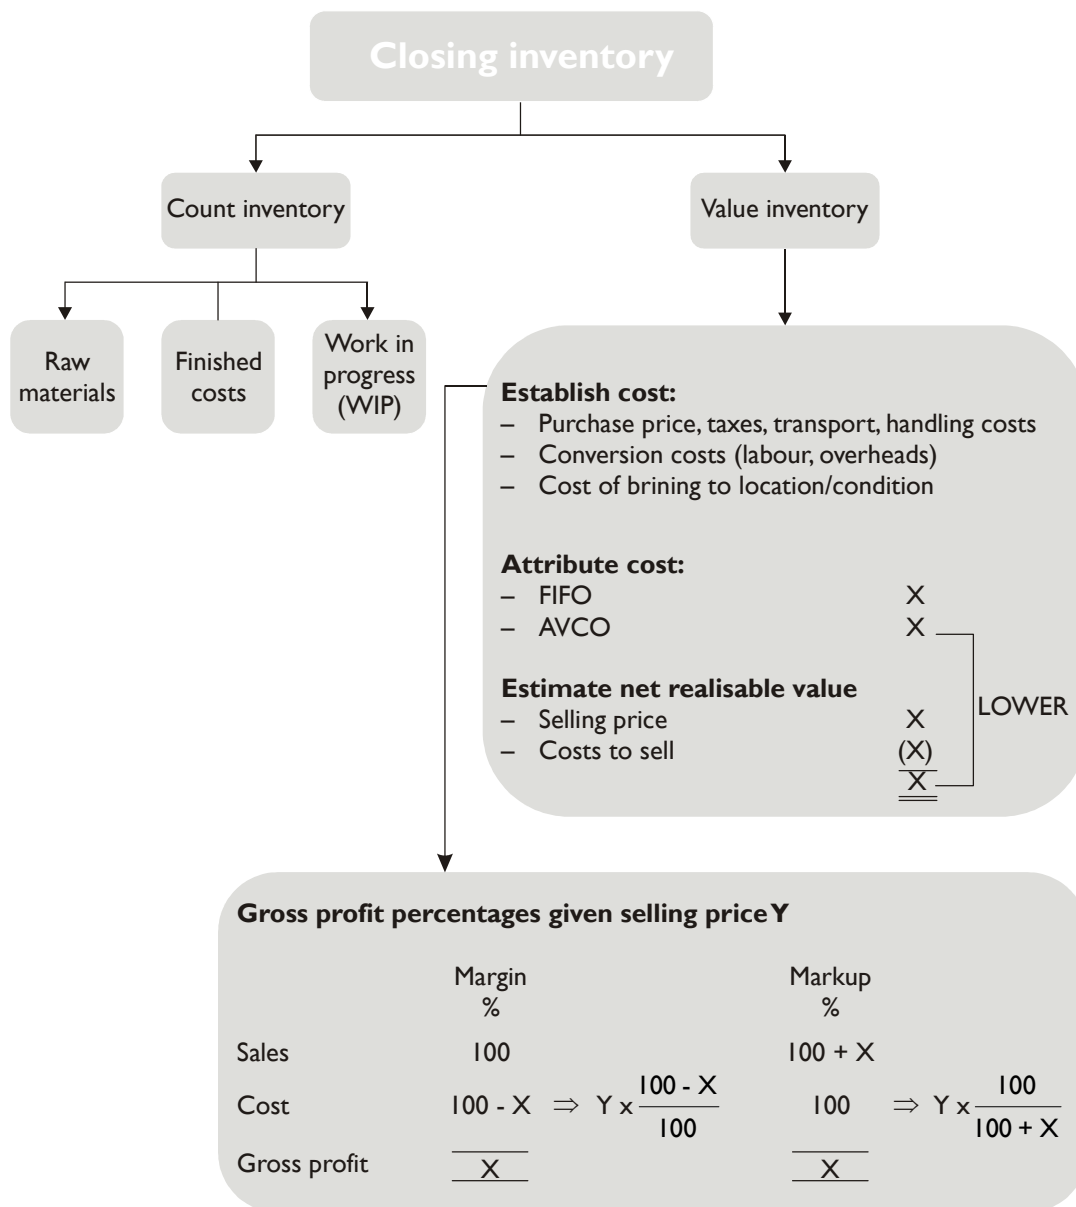 Closing inventory
Count inventory
Value inventory
Raw
materials
Finished
costs
Work in
progress
(WIP)
Establish cost:
– Purchase price, taxes, transport, handling costs
– Conversion costs (labour, overheads)
– Cost of brining to location/condition
Attribute cost:
– FIFO X
– AVCO X
Estimate net realisable value
– Selling price X
– Costs to sell (X)
X
LOWER
Gross profit percentages given selling price Y
Margin Markup
% %
Sales 100 100 + X
Cost 100 - X ⇒ Y x (100 - X)/100 100 ⇒ Y x 100/(100 + X)
Gross profit X X